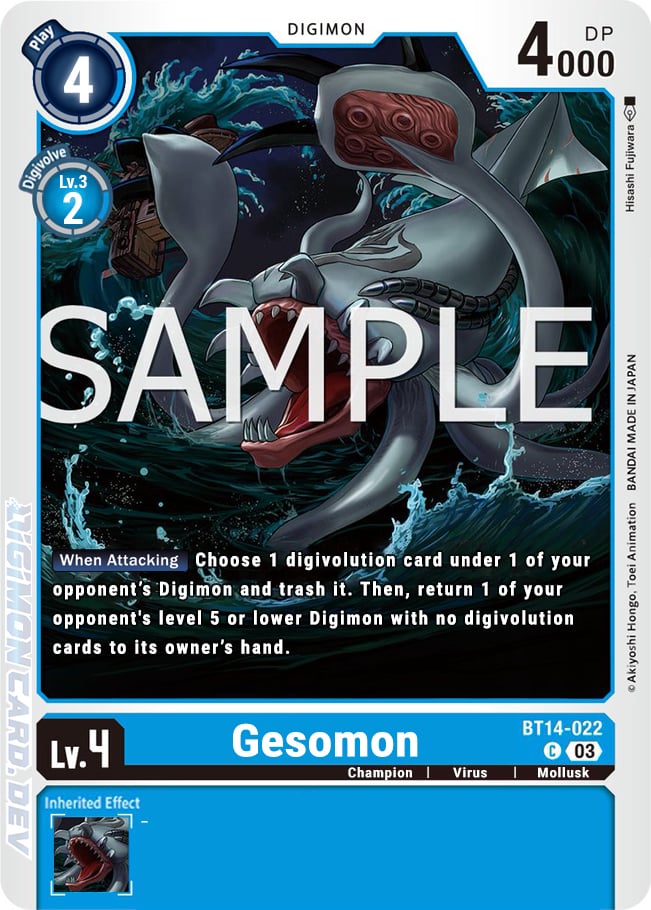 DIGIMON
Play
4
DP
4000
Digivolve
Lv.3
2
Hisashi Fujiwara
SAMPLE
When Attacking Choose 1 digivolution card under 1 of your
opponent's Digimon and trash it. Then, return 1 of your
opponent's level 5 or lower Digimon with no digivolution
cards to its owner's hand.
© Akiyoshi Hongo, Toei Animation BANDAI MADE IN JAPAN
DIGIMON CARD.DEV
Lv.4
Gesomon
BT14-022
C 03
Champion | Virus | Mollusk
Inherited Effect
-